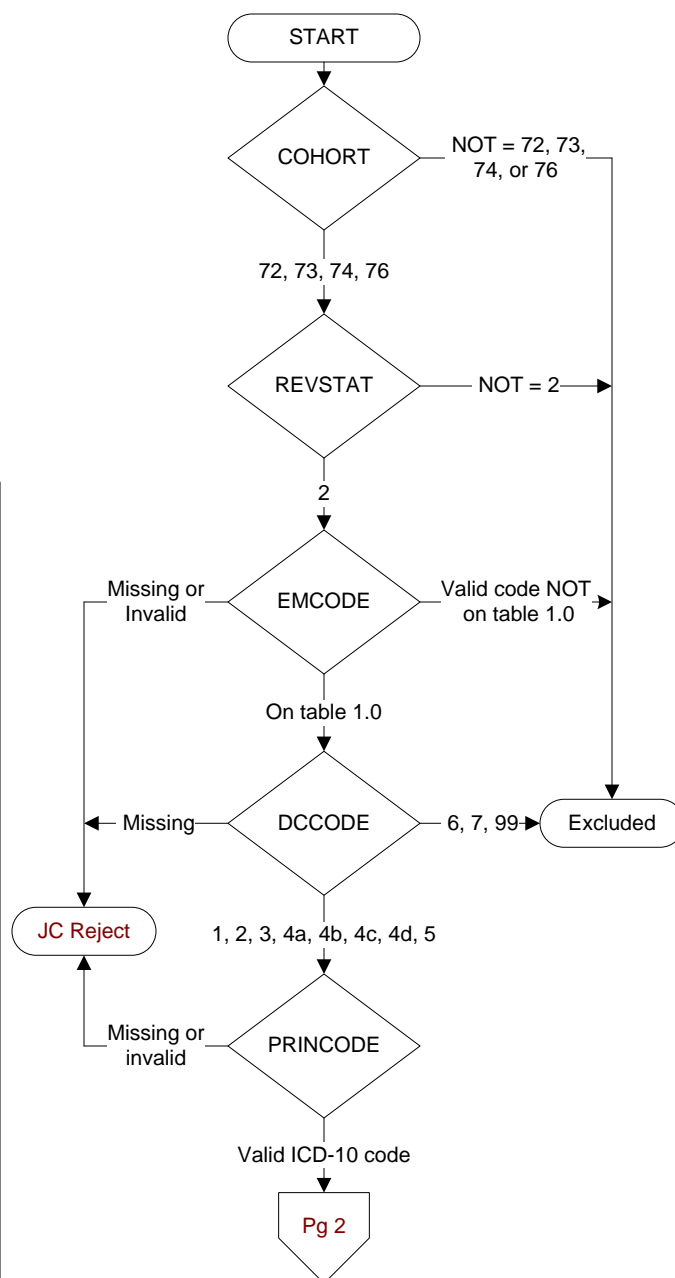 START
COHORT
NOT = 72, 73,
74, or 76
72, 73, 74, 76
REVSTAT
NOT = 2
2
Missing or
Invalid
EMCODE
Valid code NOT
on table 1.0
On table 1.0
Missing
DCCODE
6, 7, 99
Excluded
JC Reject
1, 2, 3, 4a, 4b, 4c, 4d, 5
Missing or
invalid
PRINCODE
Valid ICD-10 code
Pg 2